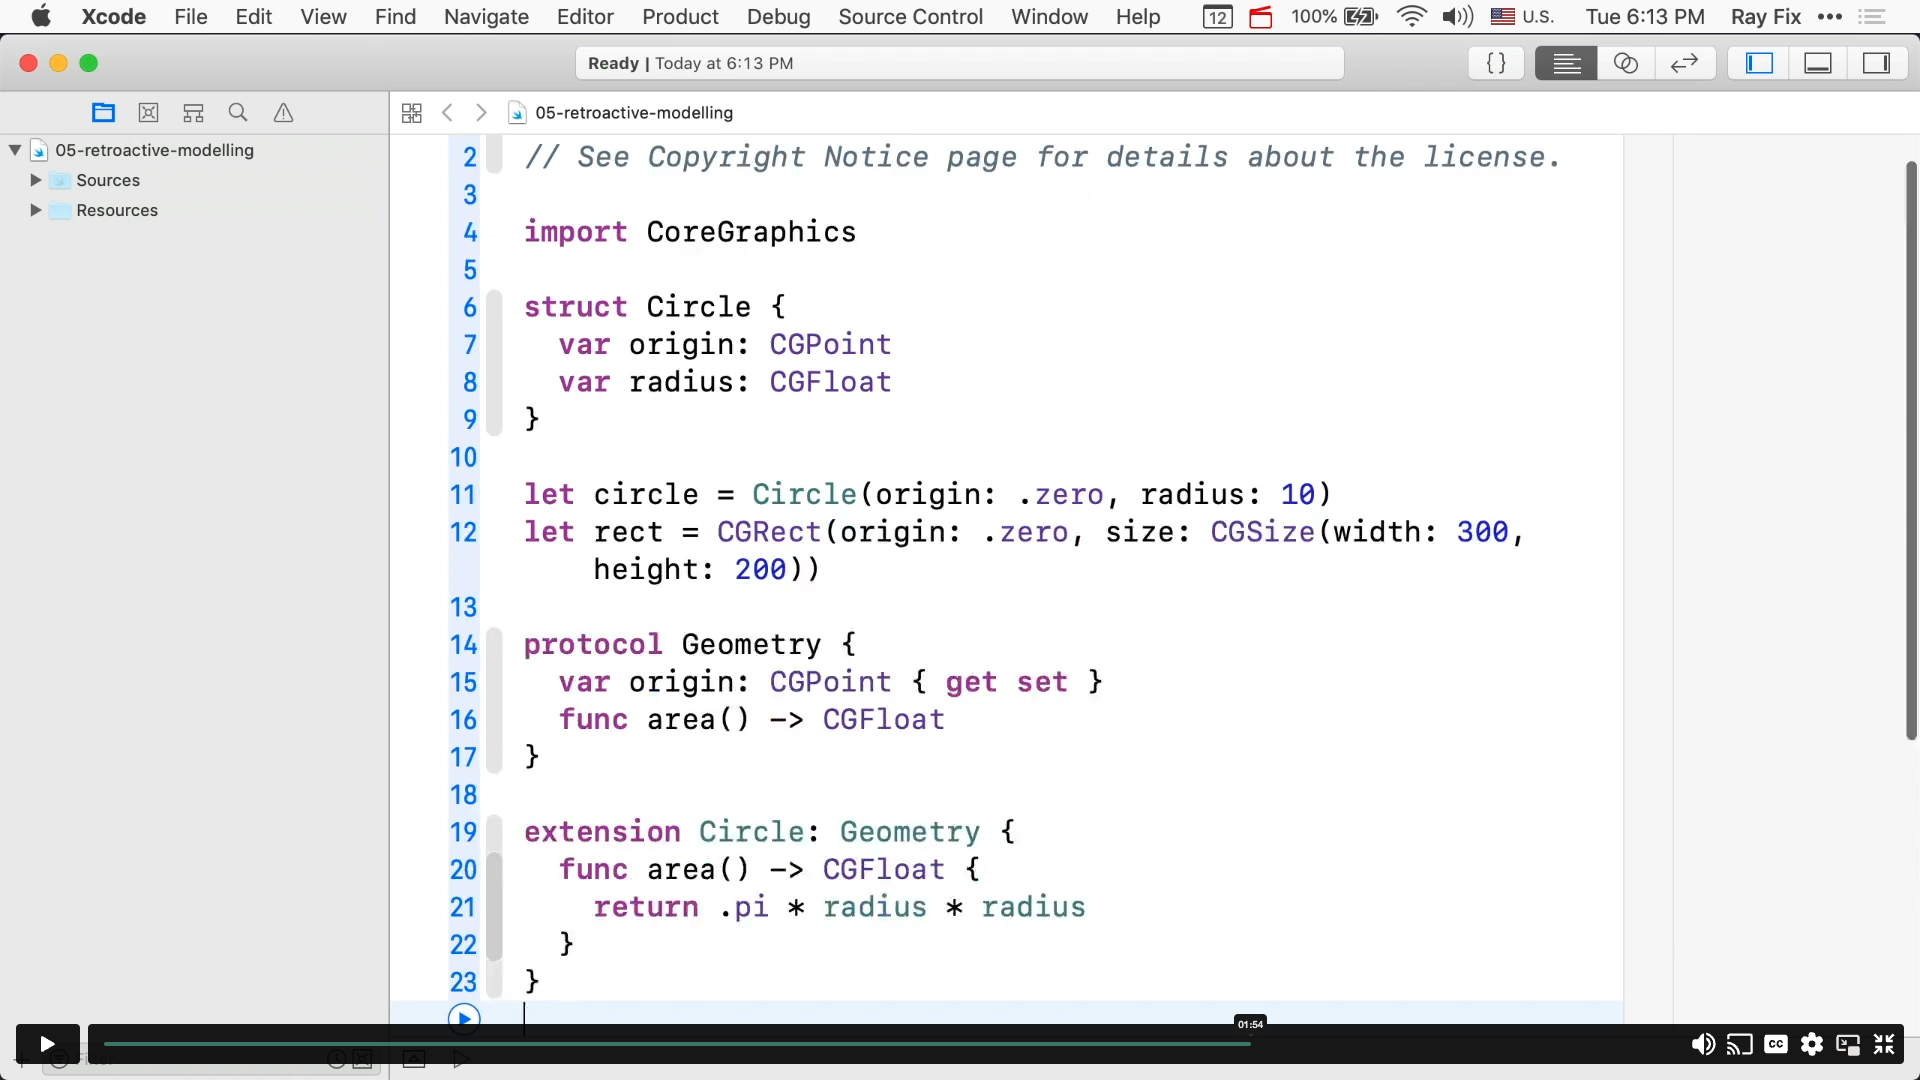 Xcode File Edit View Find Navigate Editor Product Debug Source Control Window Help 12 100% U.S. Tue 6:13 PM Ray Fix
Ready | Today at 6:13 PM
{}
05-retroactive-modelling
05-retroactive-modelling
Sources
Resources
2 // See Copyright Notice page for details about the license.
3
4 import CoreGraphics
5
6 struct Circle {
7 var origin: CGPoint
8 var radius: CGFloat
9 }
10
11 let circle = Circle(origin: .zero, radius: 10)
12 let rect = CGRect(origin: .zero, size: CGSize(width: 300,
height: 200))
13
14 protocol Geometry {
15 var origin: CGPoint { get set }
16 func area() -> CGFloat
17 }
18
19 extension Circle: Geometry {
20 func area() -> CGFloat {
21 return .pi * radius * radius
22 }
23 }
01:54
CC
Filter